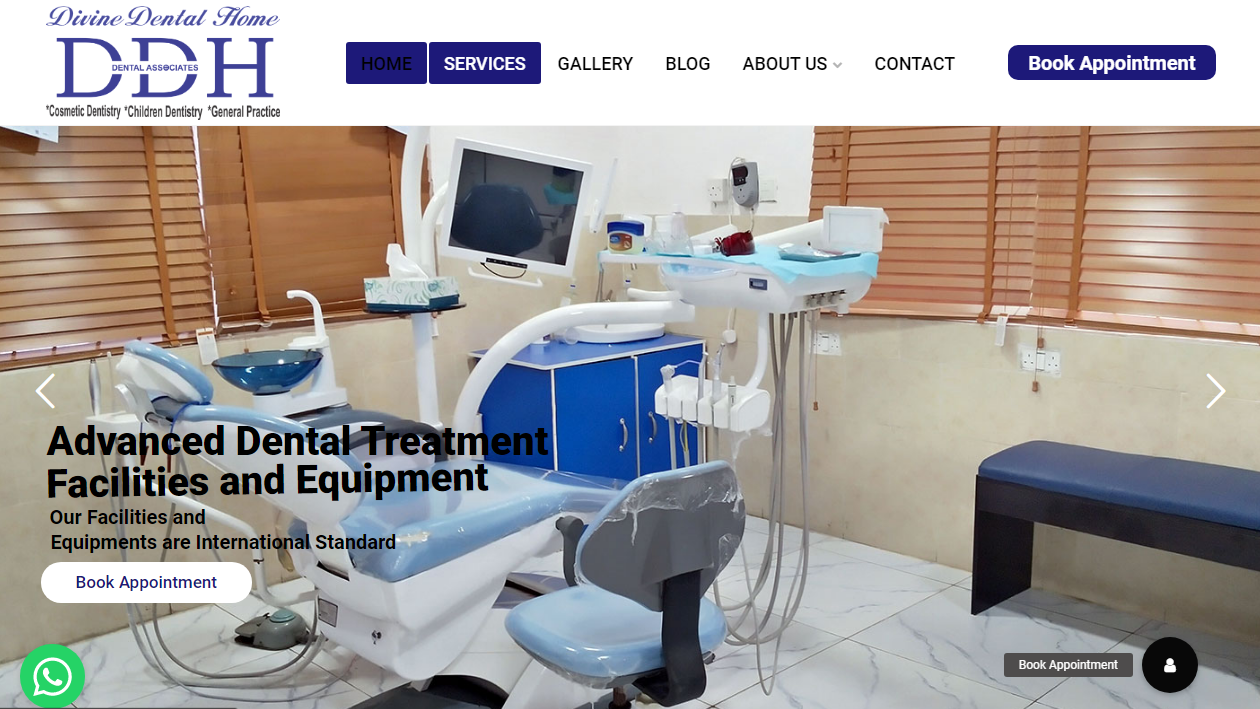 Divine Dental Home
DDH
DENTAL ASSOCIATES
*Cosmetic Dentistry *Children Dentistry *General Practice
HOME SERVICES GALLERY BLOG ABOUT US CONTACT
Book Appointment
Advanced Dental Treatment
Facilities and Equipment
Our Facilities and
Equipments are International Standard
Book Appointment
Book Appointment